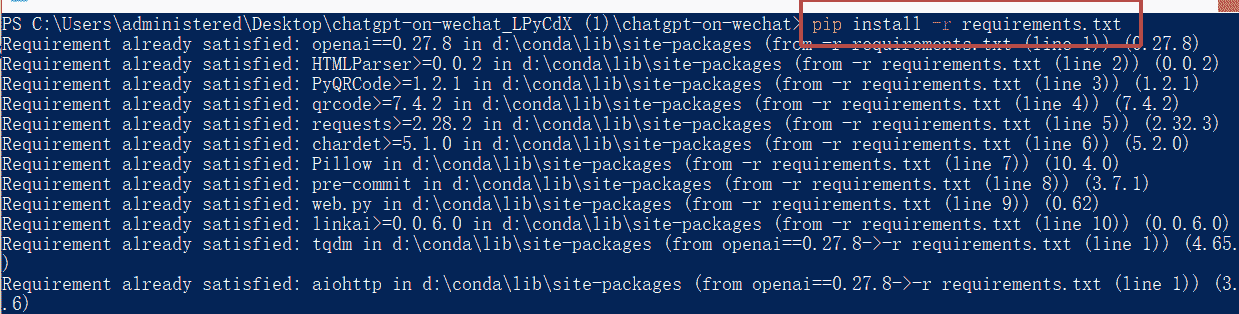 PS C:\Users\administered\Desktop\chatgpt-on-wechat_LPyCdX (1)\chatgpt-on-wechat> pip install -r requirements.txt
Requirement already satisfied: openai==0.27.8 in d:\conda\lib\site-packages (from -r requirements.txt (line 1)) (0.27.8)
Requirement already satisfied: HTMLParser>=0.0.2 in d:\conda\lib\site-packages (from -r requirements.txt (line 2)) (0.0.2)
Requirement already satisfied: PyQRCode>=1.2.1 in d:\conda\lib\site-packages (from -r requirements.txt (line 3)) (1.2.1)
Requirement already satisfied: qrcode>=7.4.2 in d:\conda\lib\site-packages (from -r requirements.txt (line 4)) (7.4.2)
Requirement already satisfied: requests>=2.28.2 in d:\conda\lib\site-packages (from -r requirements.txt (line 5)) (2.32.3)
Requirement already satisfied: chardet>=5.1.0 in d:\conda\lib\site-packages (from -r requirements.txt (line 6)) (5.2.0)
Requirement already satisfied: Pillow in d:\conda\lib\site-packages (from -r requirements.txt (line 7)) (10.4.0)
Requirement already satisfied: pre-commit in d:\conda\lib\site-packages (from -r requirements.txt (line 8)) (3.7.1)
Requirement already satisfied: web.py in d:\conda\lib\site-packages (from -r requirements.txt (line 9)) (0.62)
Requirement already satisfied: linkai>=0.0.6.0 in d:\conda\lib\site-packages (from -r requirements.txt (line 10)) (0.0.6.0)
Requirement already satisfied: tqdm in d:\conda\lib\site-packages (from openai==0.27.8->-r requirements.txt (line 1)) (4.65.
)
Requirement already satisfied: aiohttp in d:\conda\lib\site-packages (from openai==0.27.8->-r requirements.txt (line 1)) (3.
.6)